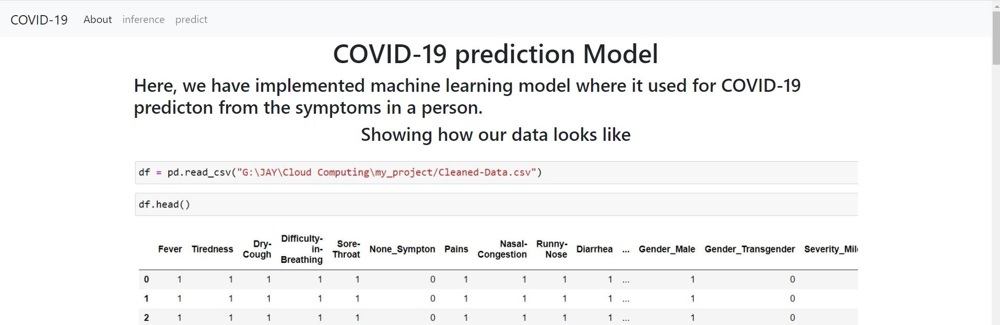 COVID-19 About inference predict
COVID-19 prediction Model
Here, we have implemented machine learning model where it used for COVID-19
predicton from the symptoms in a person.
Showing how our data looks like
df = pd.read_csv("G:\JAY\Cloud Computing\my_project/Cleaned-Data.csv")
df.head()
Fever Tiredness Dry-Cough Difficulty-in-Breathing Sore-Throat None_Sympton Pains Nasal-Congestion Runny-Nose Diarrhea ... Gender_Male Gender_Transgender Severity_Mil
0 1 1 1 1 1 0 1 1 1 1 ... 1 0
1 1 1 1 1 1 0 1 1 1 1 ... 1 0
2 1 1 1 1 1 0 1 1 1 1 ... 1 0